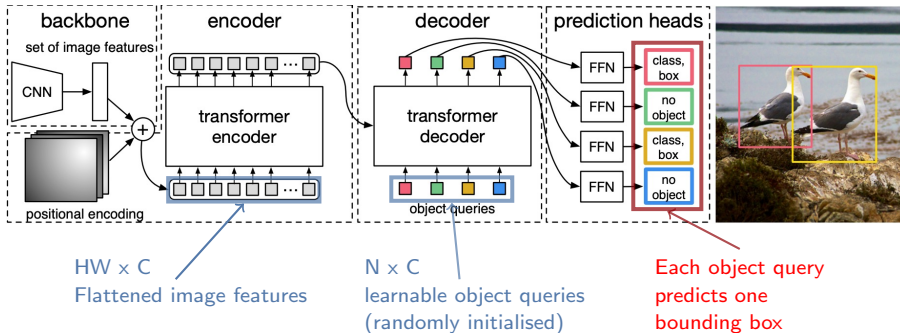 backbone
set of image features
CNN
+
positional encoding
encoder
...
transformer
encoder
...
decoder
transformer
decoder
object queries
prediction heads
FFN
class,
box
FFN
no
object
FFN
class,
box
FFN
no
object
HW x C
Flattened image features
N x C
learnable object queries
(randomly initialised)
Each object query
predicts one
bounding box